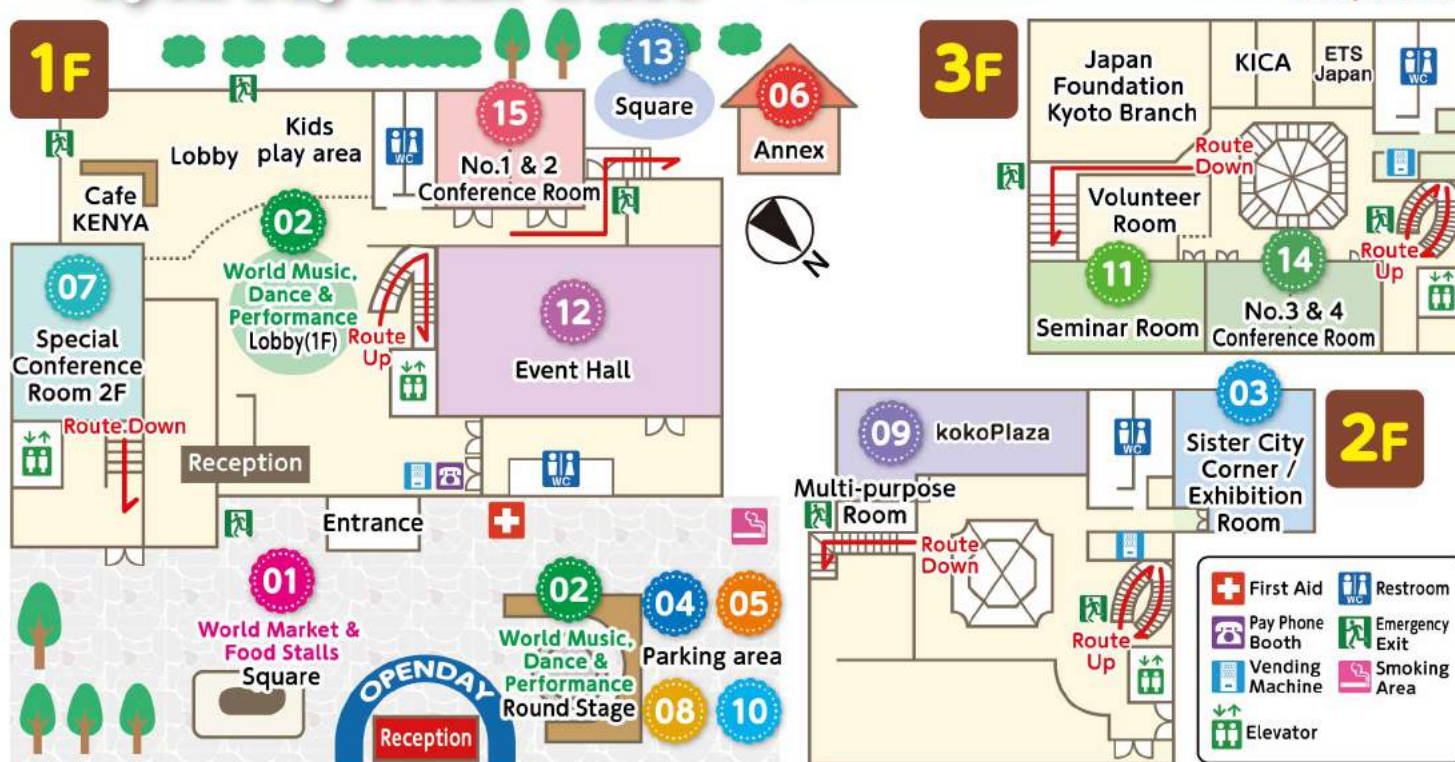 1F
13
Square
06
Annex
15
No.1 & 2
Conference Room
WC
Kids
play area
Lobby
Cafe
KENYA
02
World Music,
Dance &
Performance
Lobby(1F)
Route
Up
07
Special
Conference
Room 2F
Route Down
12
Event Hall
N
Reception
WC
Entrance
01
World Market &
Food Stalls
Square
OPENDAY
Reception
02
World Music,
Dance &
Performance
Round Stage
04
05
Parking area
08
10
3F
Japan
Foundation
Kyoto Branch
KICA
ETS
Japan
WC
Route
Down
Volunteer
Room
Route
Up
11
Seminar Room
14
No.3 & 4
Conference Room
2F
09
kokoPlaza
WC
03
Sister City
Corner /
Exhibition
Room
Multi-purpose
Room
Route
Down
Route
Up
First Aid
WC
Restroom
Pay Phone
Booth
Emergency
Exit
Vending
Machine
Smoking
Area
Elevator